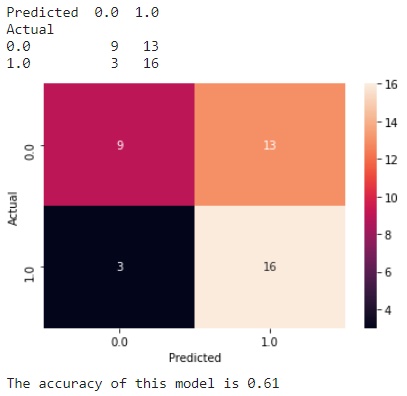 Predicted 0.0 1.0
Actual
0.0 9 13
1.0 3 16
16
14
12
10
8
6
4
9 13
3 16
0.0
1.0
Actual
0.0 1.0
Predicted
The accuracy of this model is 0.61